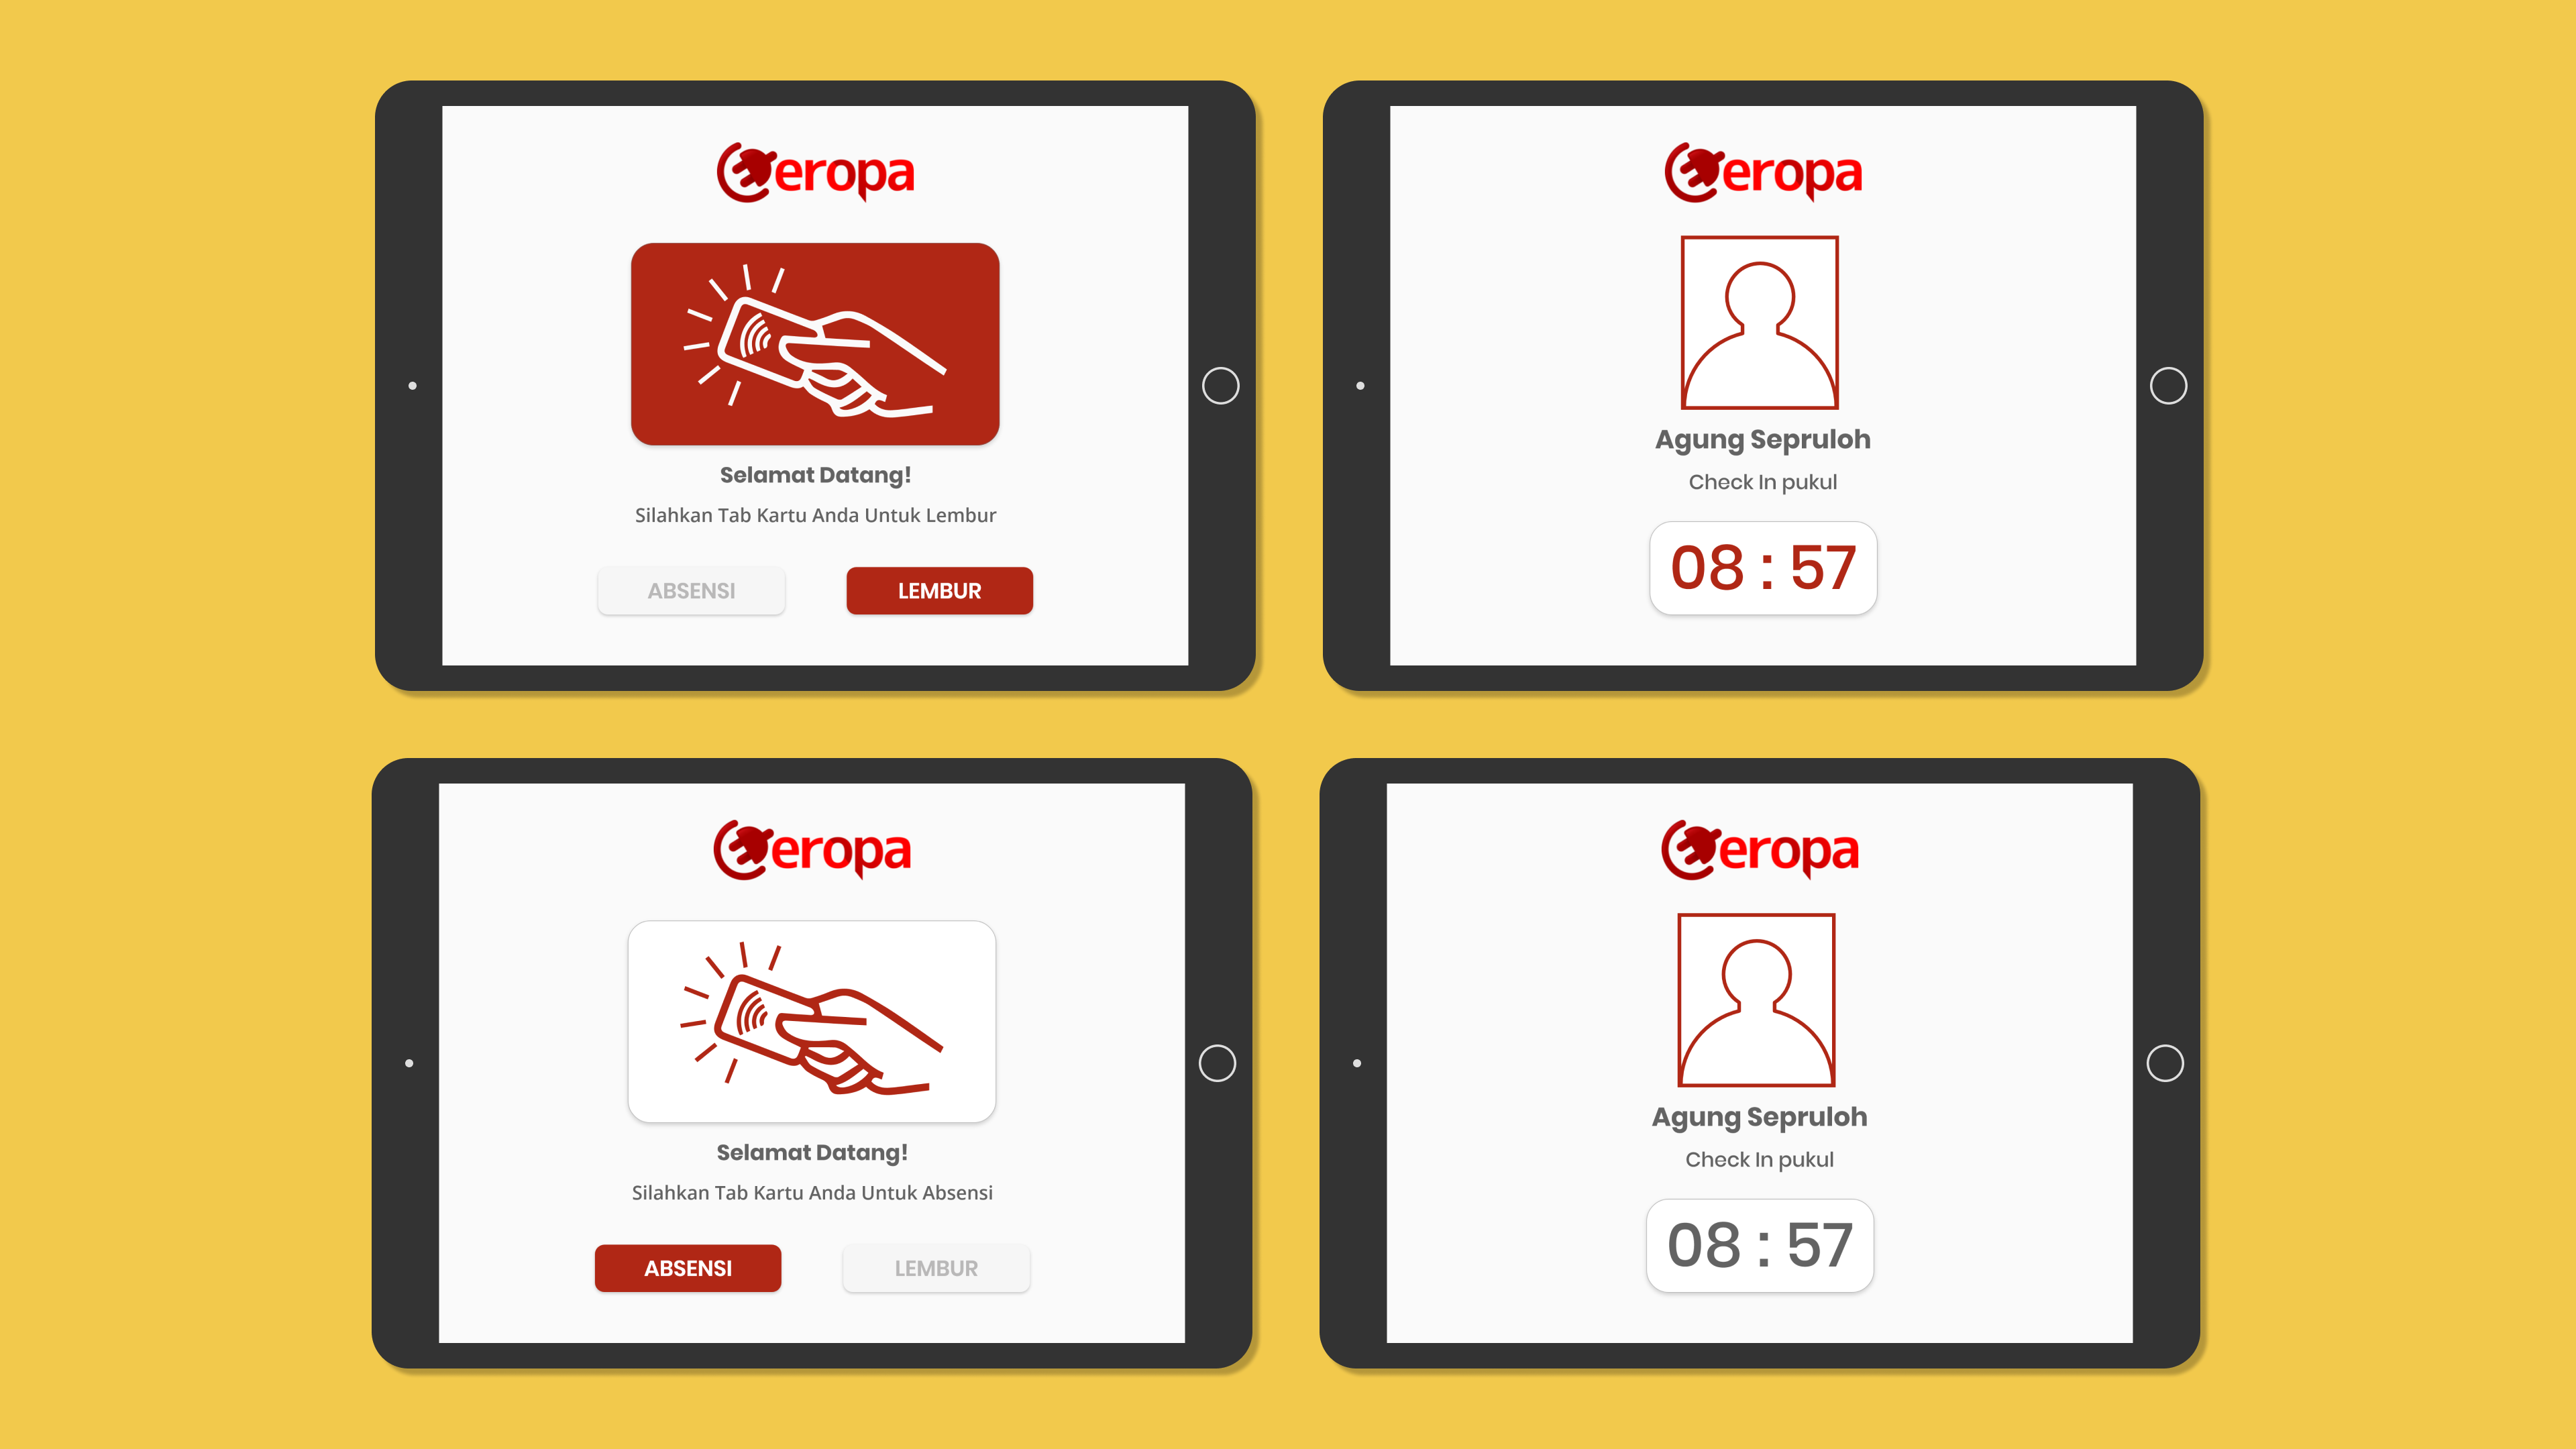 eropa
Selamat Datang!
Silahkan Tab Kartu Anda Untuk Lembur
ABSENSI
LEMBUR
eropa
Agung Sepruloh
Check In pukul
08 : 57
eropa
Selamat Datang!
Silahkan Tab Kartu Anda Untuk Absensi
ABSENSI
LEMBUR
eropa
Agung Sepruloh
Check In pukul
08 : 57